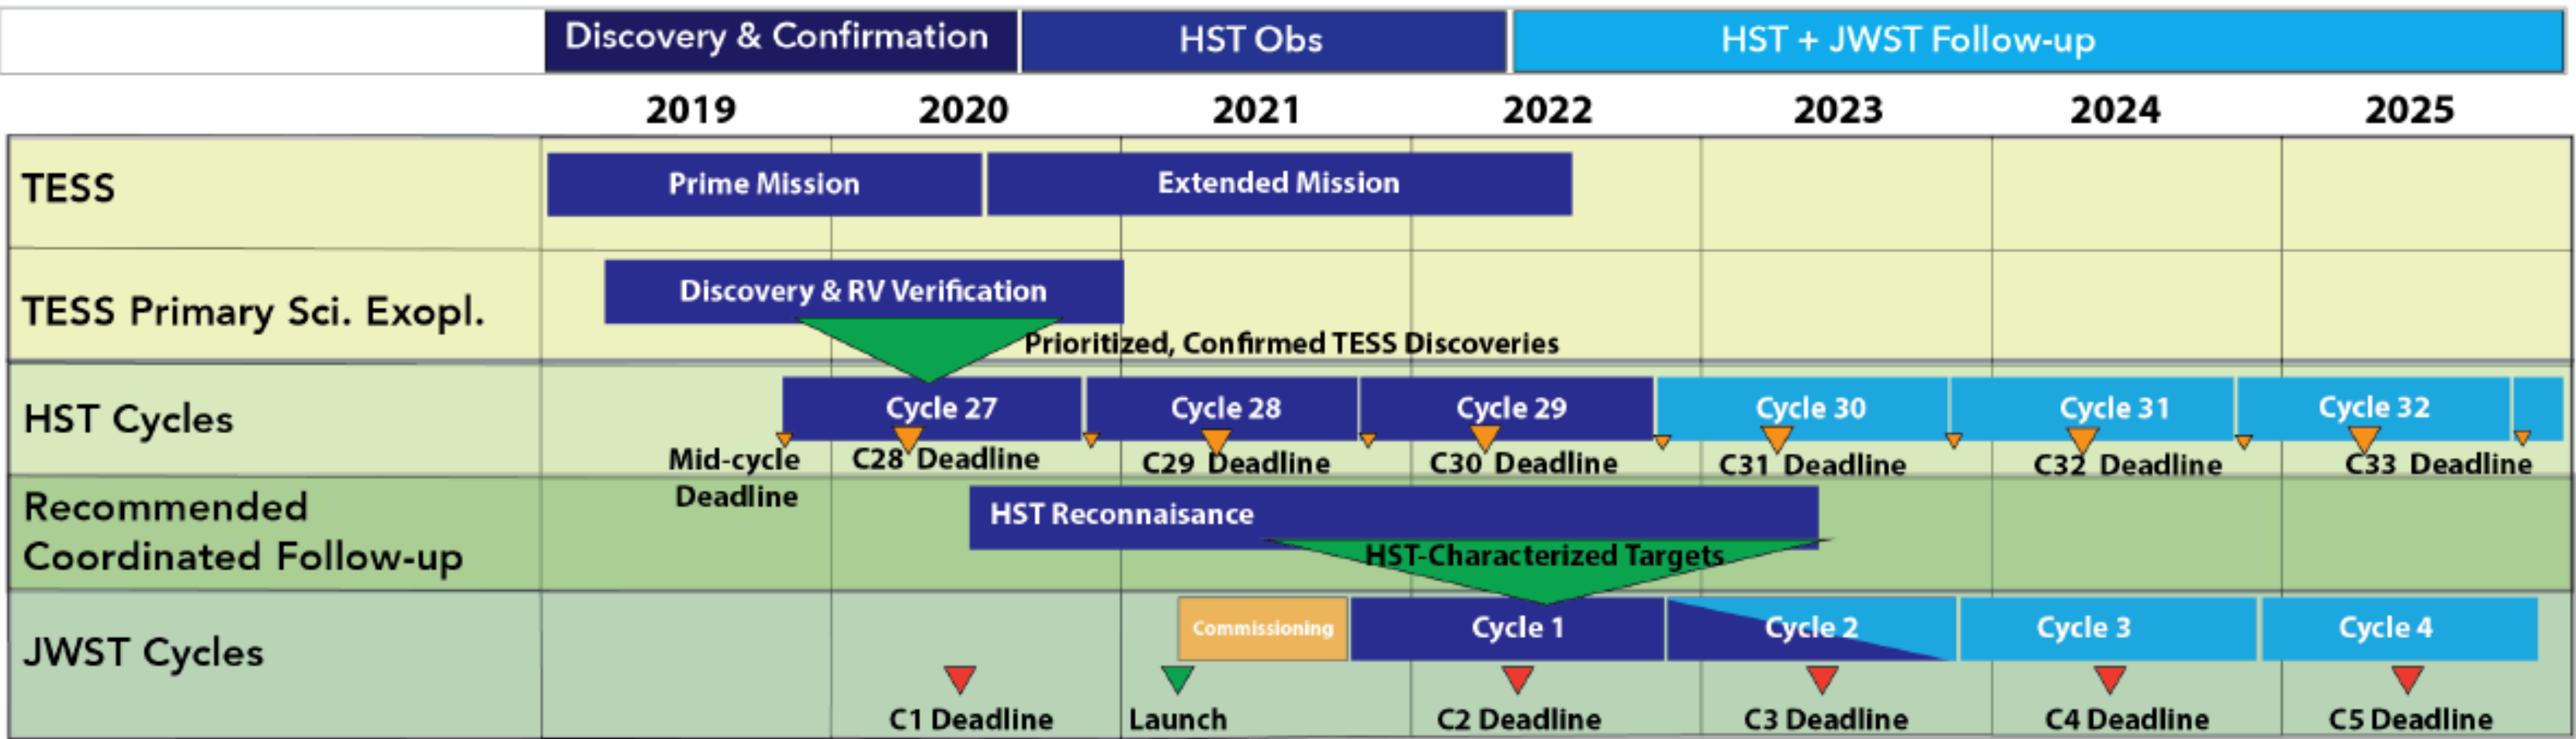 Discovery & Confirmation
HST Obs
HST + JWST Follow-up
2019
2020
2021
2022
2023
2024
2025
TESS
Prime Mission
Extended Mission
TESS Primary Sci. Exopl.
Discovery & RV Verification
Prioritized, Confirmed TESS Discoveries
HST Cycles
Cycle 27
Cycle 28
Cycle 29
Cycle 30
Cycle 31
Cycle 32
Mid-cycle
Deadline
C28 Deadline
C29 Deadline
C30 Deadline
C31 Deadline
C32 Deadline
C33 Deadline
Recommended
Coordinated Follow-up
HST Reconnaisance
HST-Characterized Targets
JWST Cycles
Commissioning
Cycle 1
Cycle 2
Cycle 3
Cycle 4
C1 Deadline
Launch
C2 Deadline
C3 Deadline
C4 Deadline
C5 Deadline